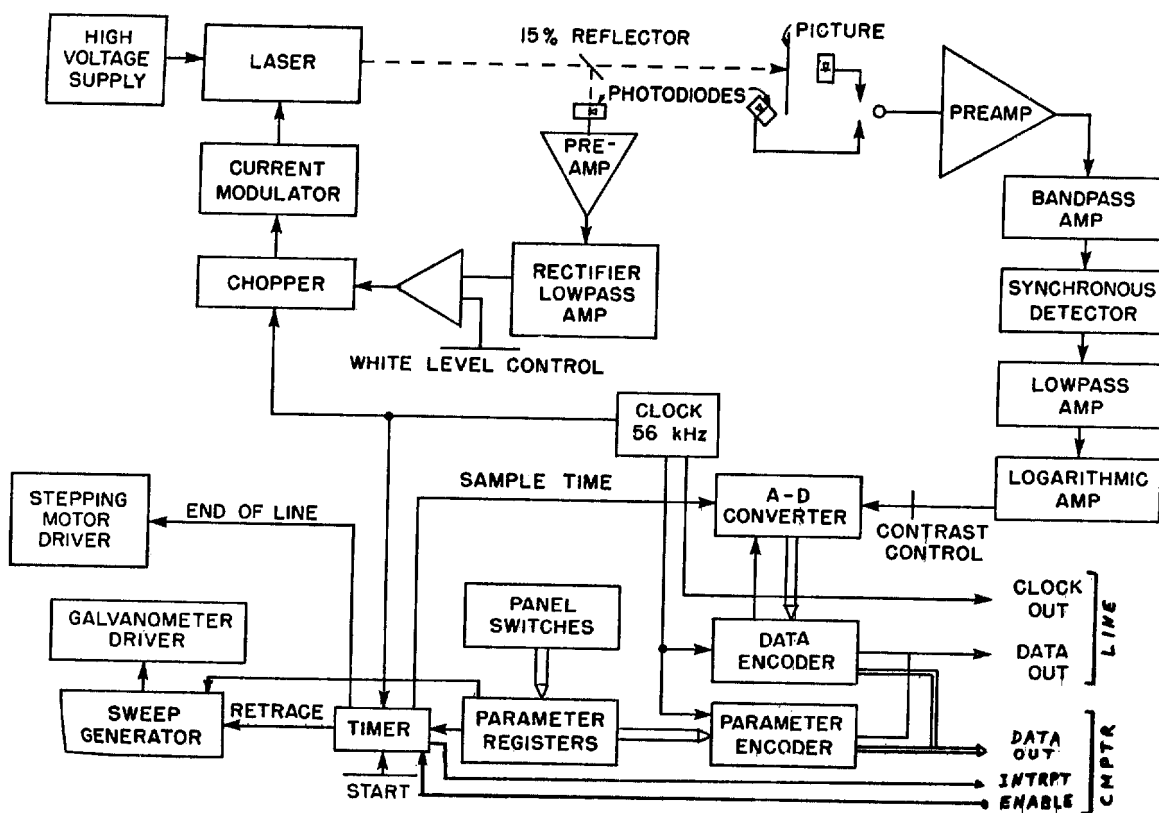 HIGH
VOLTAGE
SUPPLY
LASER
15% REFLECTOR
PICTURE
PHOTODIODES
PRE-
AMP
PREAMP
CURRENT
MODULATOR
BANDPASS
AMP
CHOPPER
RECTIFIER
LOWPASS
AMP
SYNCHRONOUS
DETECTOR
WHITE LEVEL CONTROL
LOWPASS
AMP
CLOCK
56 kHz
LOGARITHMIC
AMP
STEPPING
MOTOR
DRIVER
END OF LINE
SAMPLE TIME
A-D
CONVERTER
CONTRAST
CONTROL
CLOCK
OUT
GALVANOMETER
DRIVER
PANEL
SWITCHES
DATA
ENCODER
DATA
OUT
LINE
SWEEP
GENERATOR
RETRACE
TIMER
PARAMETER
REGISTERS
PARAMETER
ENCODER
DATA
OUT
INTRPT
ENABLE
CMPTR
START